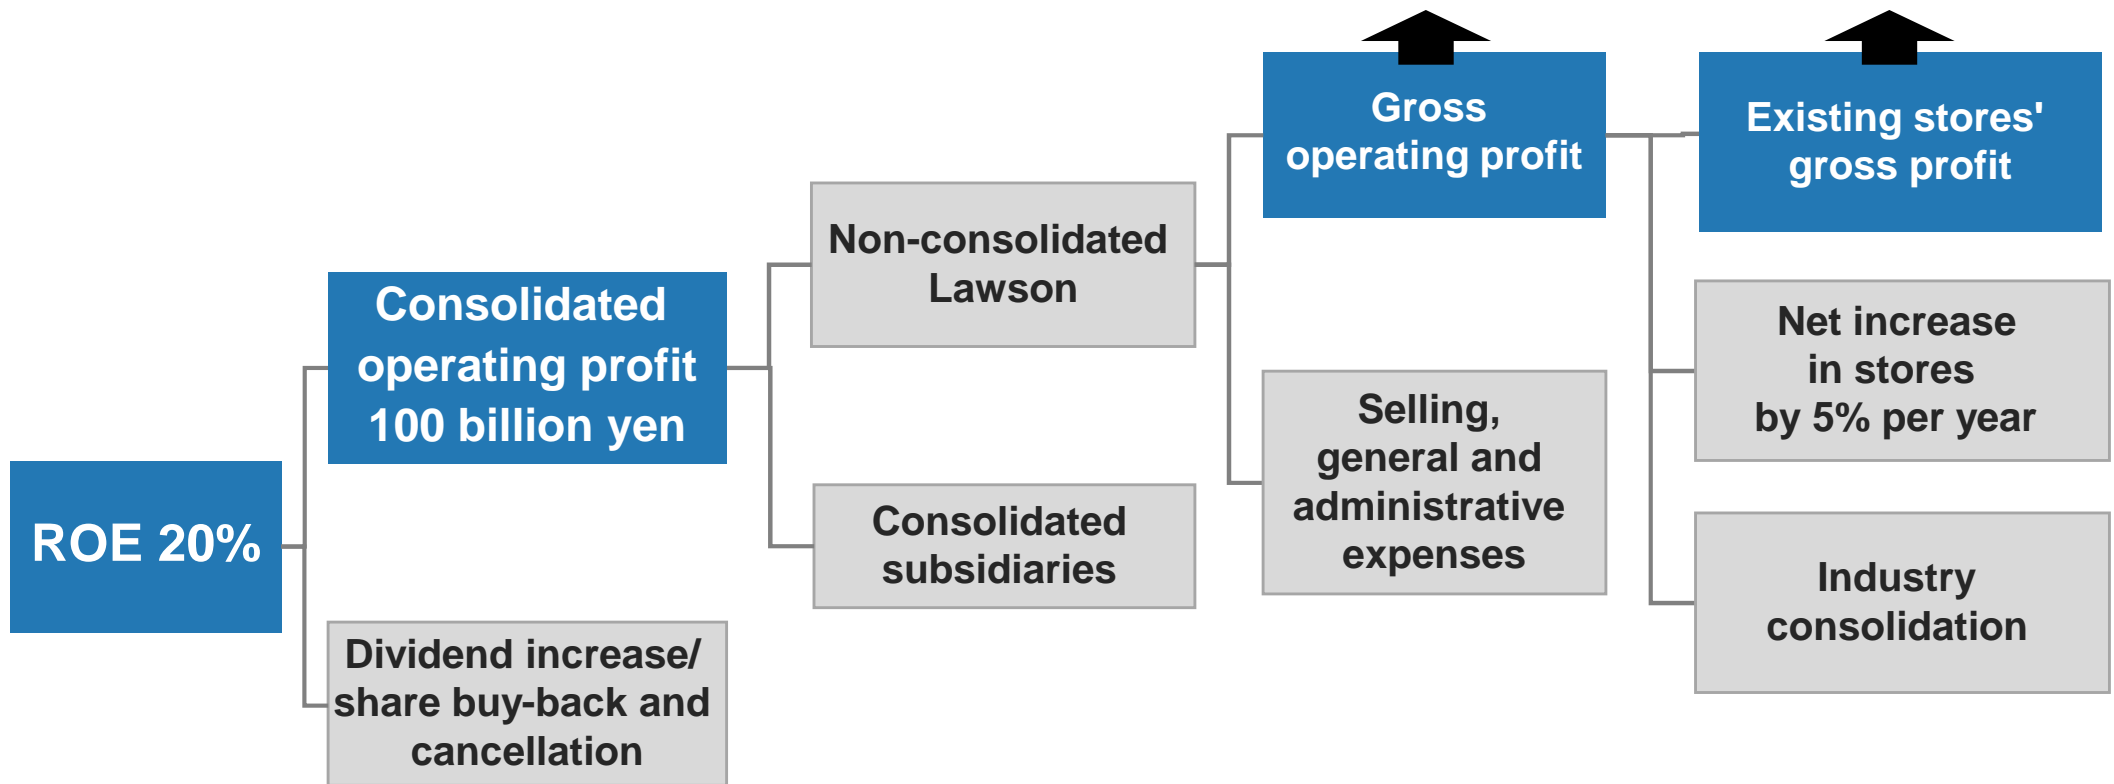 ROE 20%
Consolidated
operating profit
100 billion yen
Dividend increase/
share buy-back and
cancellation
Non-consolidated
Lawson
Consolidated
subsidiaries
Gross
operating profit
Selling,
general and
administrative
expenses
Existing stores'
gross profit
Net increase
in stores
by 5% per year
Industry
consolidation